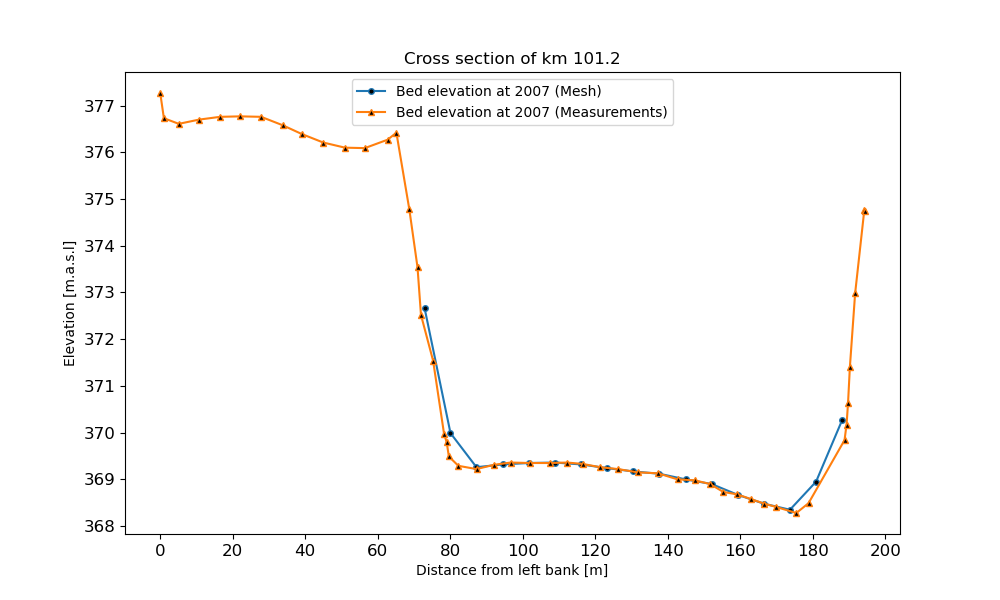 Cross section of km 101.2
Bed elevation at 2007 (Mesh)
Bed elevation at 2007 (Measurements)
377
376
375
374
373
372
371
370
369
368
Elevation [m.a.s.l]
0 20 40 60 80 100 120 140 160 180 200
Distance from left bank [m]